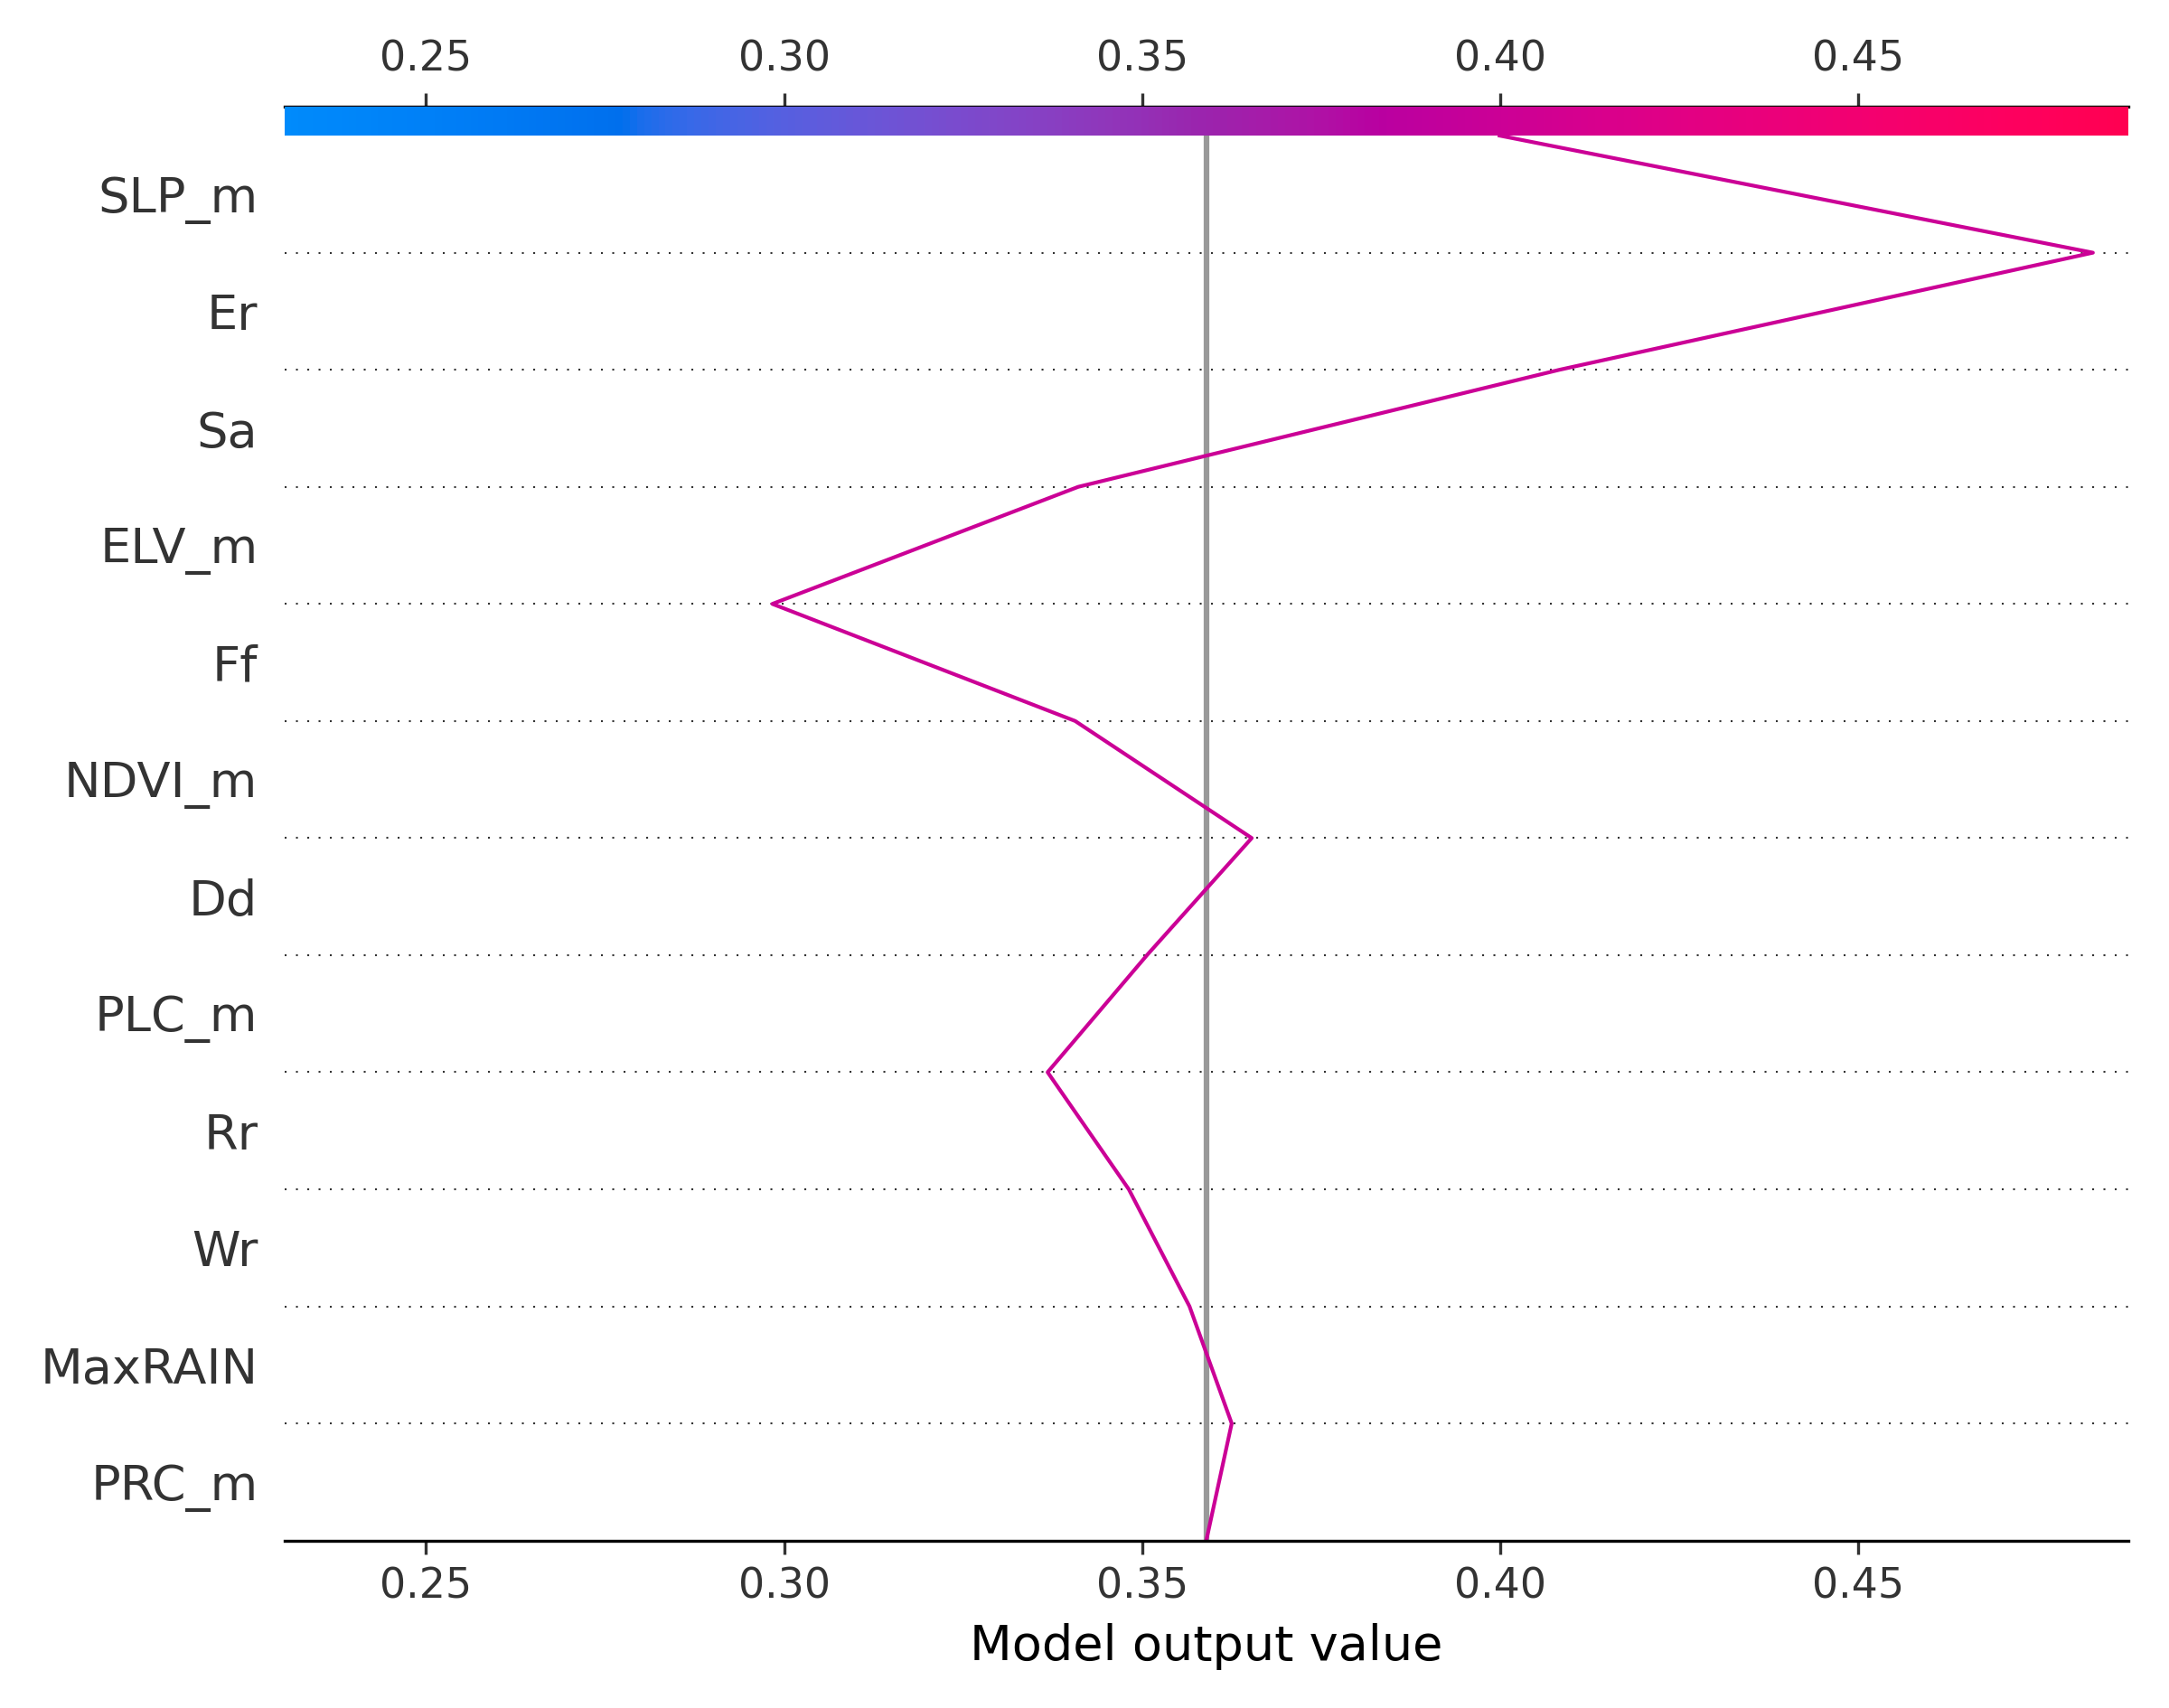 0.25 0.30 0.35 0.40 0.45
SLP_m
Er
Sa
ELV_m
Ff
NDVI_m
Dd
PLC_m
Rr
Wr
MaxRAIN
PRC_m
0.25 0.30 0.35 0.40 0.45
Model output value